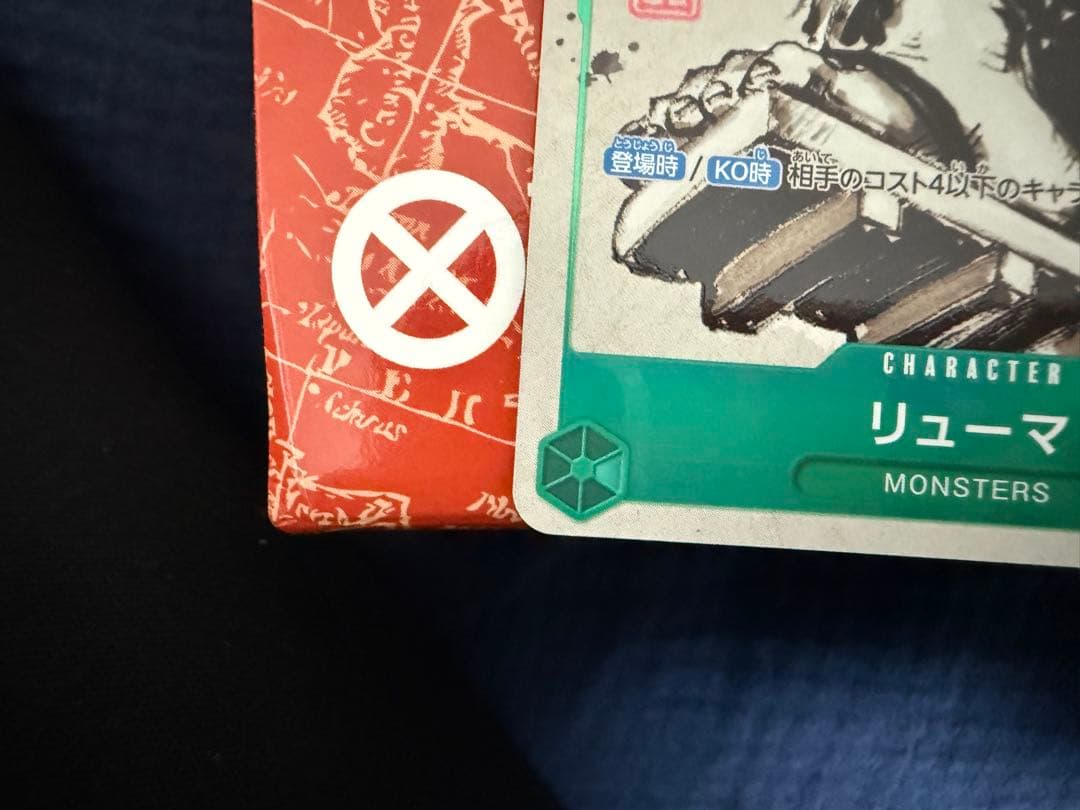 登場時 / KO時 相手のコスト4以下のキャラ
CHARACTER
リューマ
MONSTERS